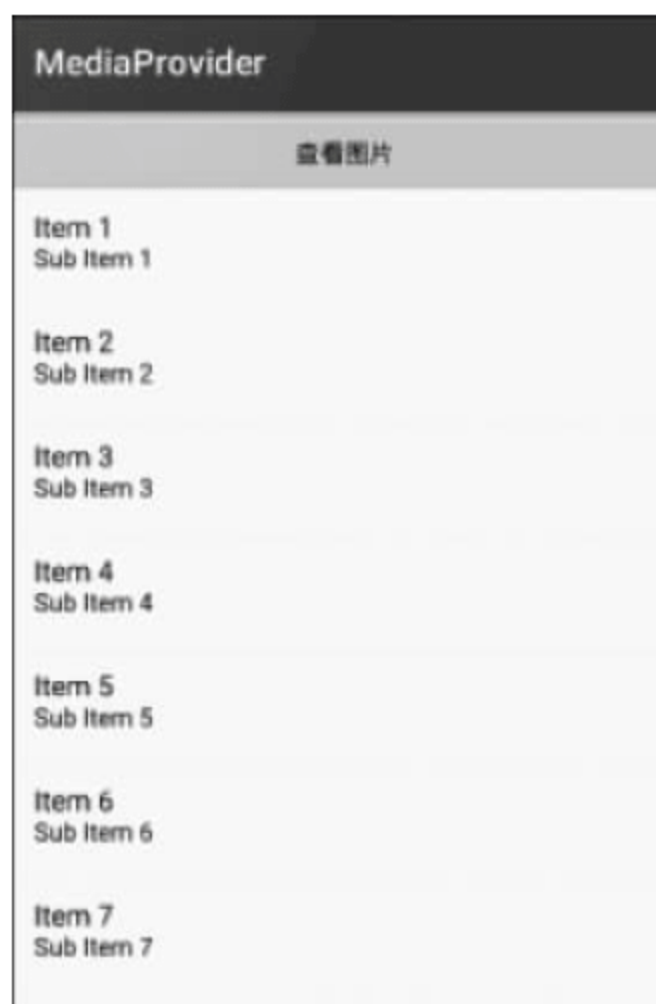 MediaProvider
查看图片
Item 1
Sub Item 1
Item 2
Sub Item 2
Item 3
Sub Item 3
Item 4
Sub Item 4
Item 5
Sub Item 5
Item 6
Sub Item 6
Item 7
Sub Item 7